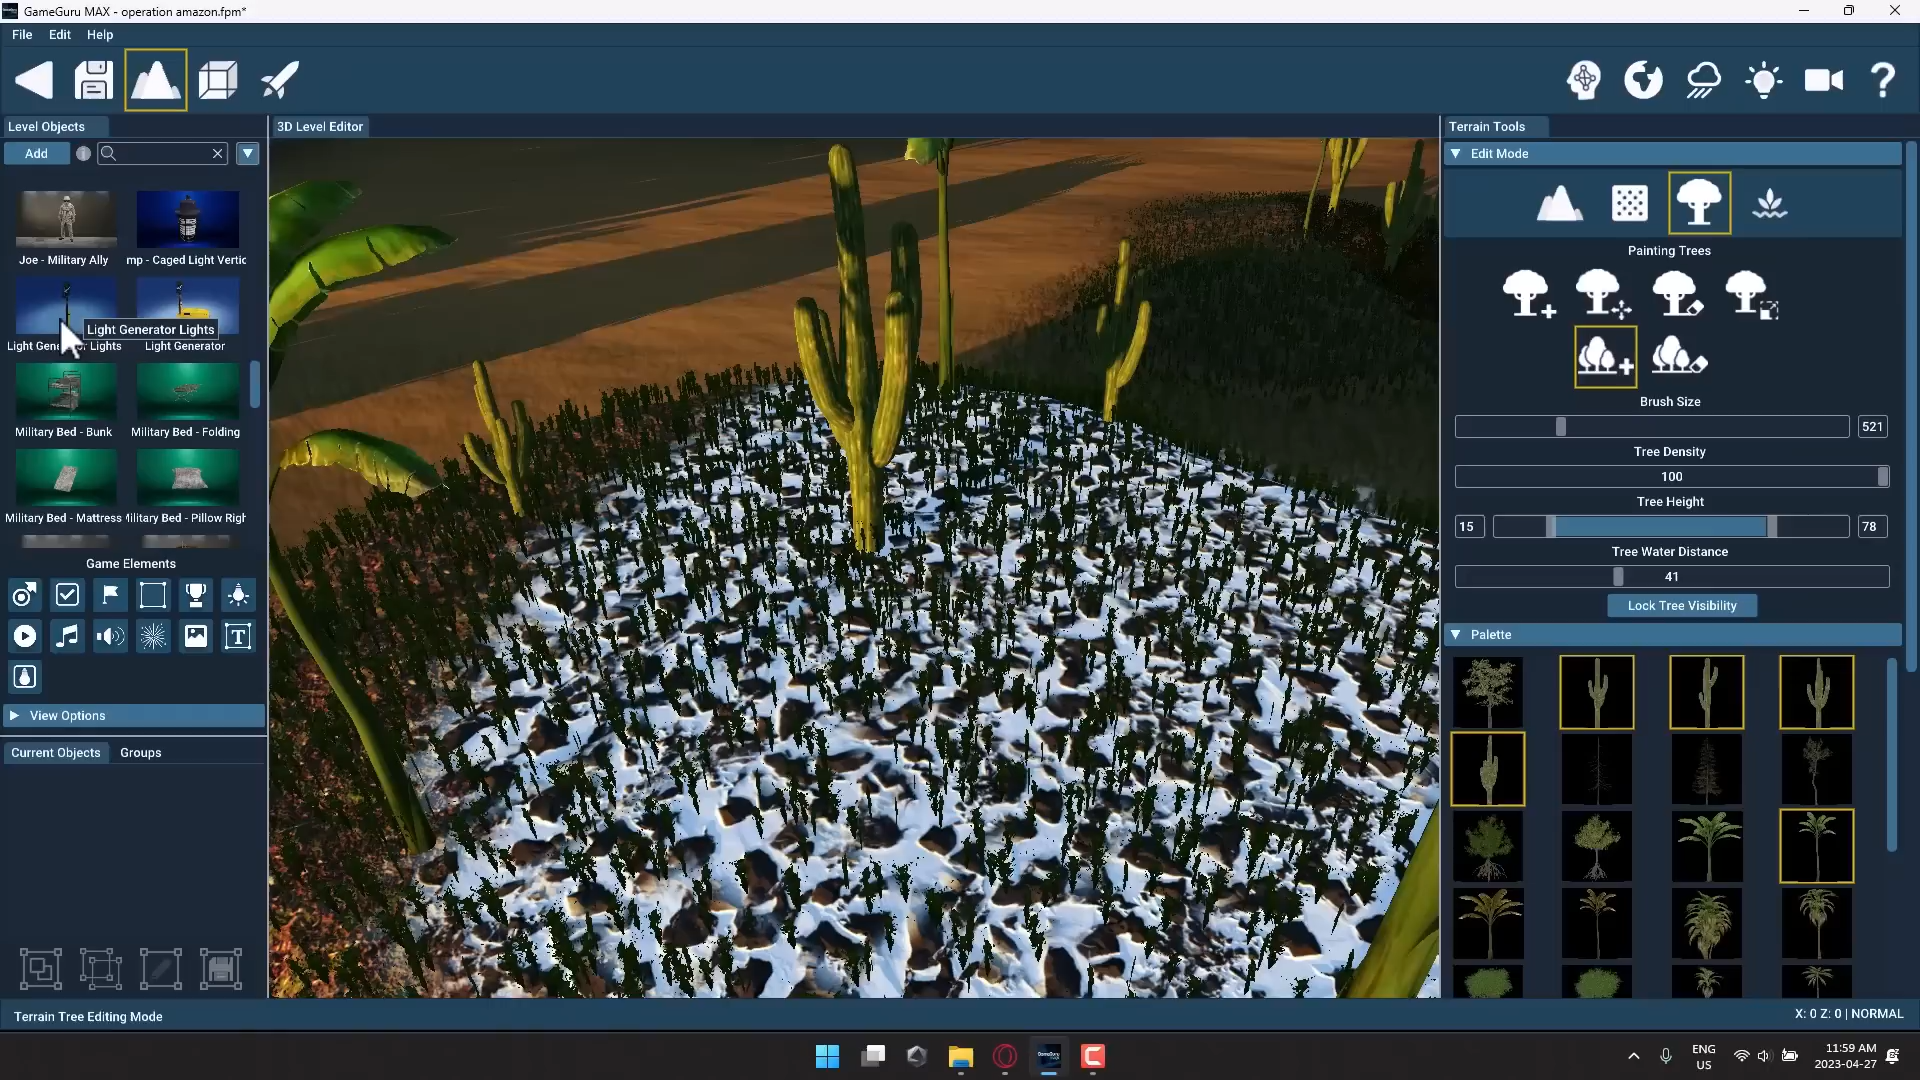 GameGuru MAX - operation amazon.fpm*
File Edit Help
Level Objects
3D Level Editor
Terrain Tools
Add
Edit Mode
Joe - Military Ally
mp - Caged Light Vertic
Light Generator Lights
Light Generator
Military Bed - Bunk
Military Bed - Folding
Military Bed - Mattress
Military Bed - Pillow Righ
Game Elements
View Options
Current Objects
Groups
Painting Trees
Brush Size
521
Tree Density
100
Tree Height
15
78
Tree Water Distance
41
Lock Tree Visibility
Palette
Terrain Tree Editing Mode
X: 0 Z: 0 | NORMAL
ENG
US
11:59 AM
2023-04-27